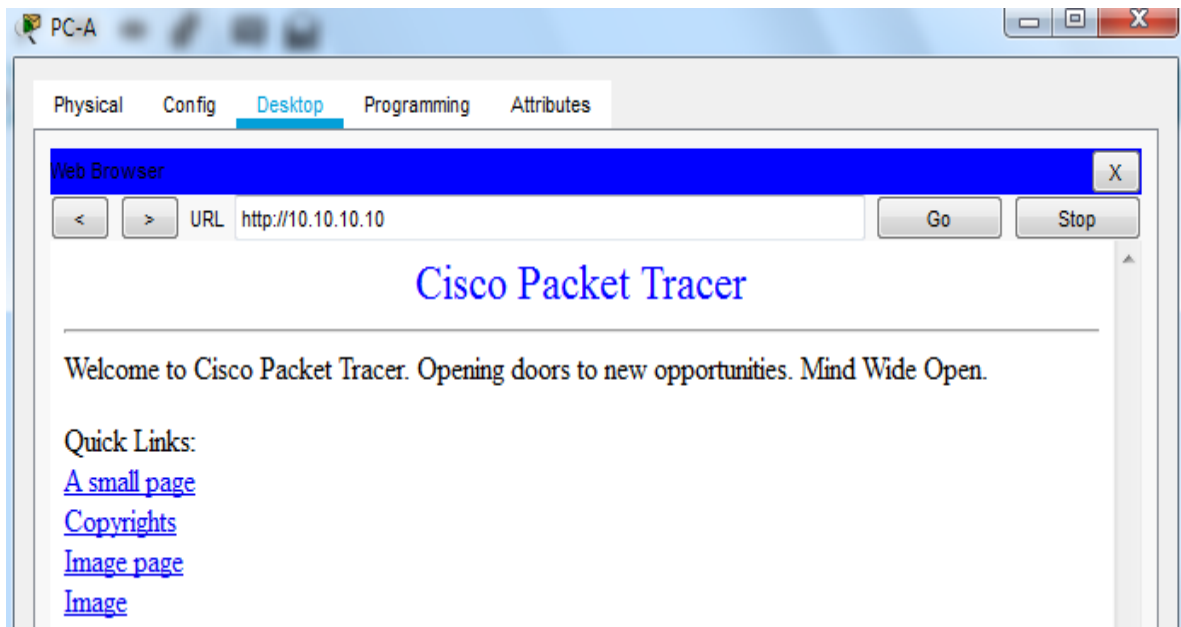 PC-A
X
Physical Config Desktop Programming Attributes
Web Browser X
< > URL http://10.10.10.10 Go Stop
Cisco Packet Tracer
Welcome to Cisco Packet Tracer. Opening doors to new opportunities. Mind Wide Open.
Quick Links:
A small page
Copyrights
Image page
Image